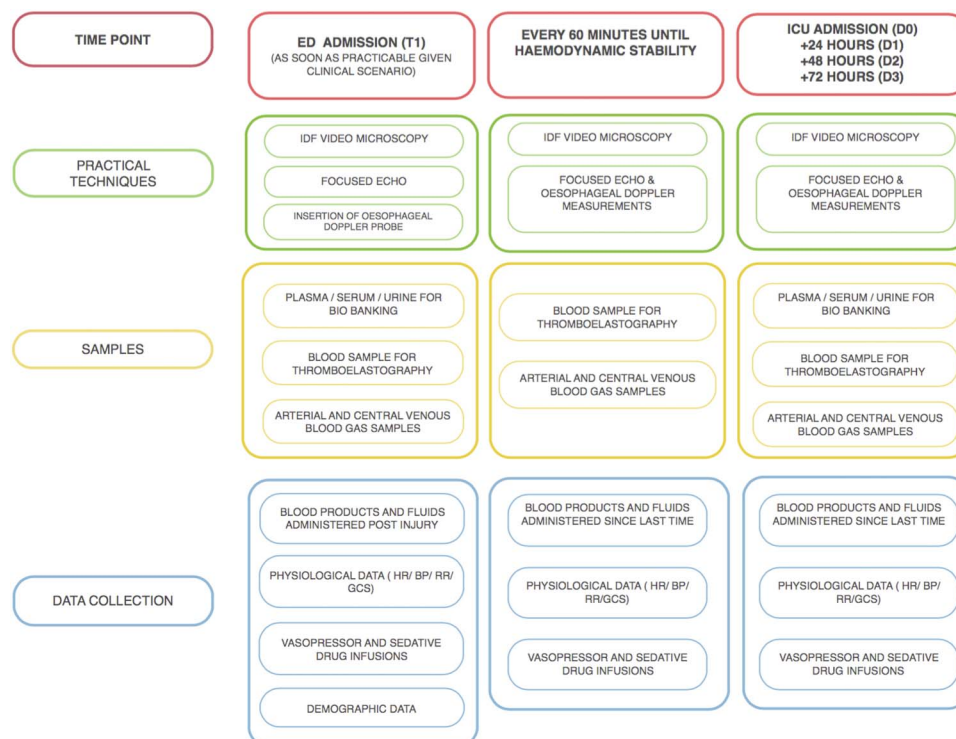 TIME POINT
ED ADMISSION (T1)
(AS SOON AS PRACTICABLE GIVEN
CLINICAL SCENARIO)
EVERY 60 MINUTES UNTIL
HAEMODYNAMIC STABILITY
ICU ADMISSION (D0)
+24 HOURS (D1)
+48 HOURS (D2)
+72 HOURS (D3)
PRACTICAL
TECHNIQUES
IDF VIDEO MICROSCOPY
FOCUSED ECHO
INSERTION OF OESOPHAGEAL
DOPPLER PROBE
IDF VIDEO MICROSCOPY
FOCUSED ECHO &
OESOPHAGEAL DOPPLER
MEASUREMENTS
IDF VIDEO MICROSCOPY
FOCUSED ECHO &
OESOPHAGEAL DOPPLER
MEASUREMENTS
SAMPLES
PLASMA / SERUM / URINE FOR
BIO BANKING
BLOOD SAMPLE FOR
THROMBOELASTOGRAPHY
ARTERIAL AND CENTRAL VENOUS
BLOOD GAS SAMPLES
BLOOD SAMPLE FOR
THROMBOELASTOGRAPHY
ARTERIAL AND CENTRAL VENOUS
BLOOD GAS SAMPLES
PLASMA / SERUM / URINE FOR
BIO BANKING
BLOOD SAMPLE FOR
THROMBOELASTOGRAPHY
ARTERIAL AND CENTRAL VENOUS
BLOOD GAS SAMPLES
DATA COLLECTION
BLOOD PRODUCTS AND FLUIDS
ADMINISTERED POST INJURY
PHYSIOLOGICAL DATA ( HR/ BP/ RR/
GCS)
VASOPRESSOR AND SEDATIVE
DRUG INFUSIONS
DEMOGRAPHIC DATA
BLOOD PRODUCTS AND FLUIDS
ADMINISTERED SINCE LAST TIME
PHYSIOLOGICAL DATA ( HR/ BP/
RR/GCS)
VASOPRESSOR AND SEDATIVE
DRUG INFUSIONS
BLOOD PRODUCTS AND FLUIDS
ADMINISTERED SINCE LAST TIME
PHYSIOLOGICAL DATA ( HR/ BP/
RR/GCS)
VASOPRESSOR AND SEDATIVE
DRUG INFUSIONS